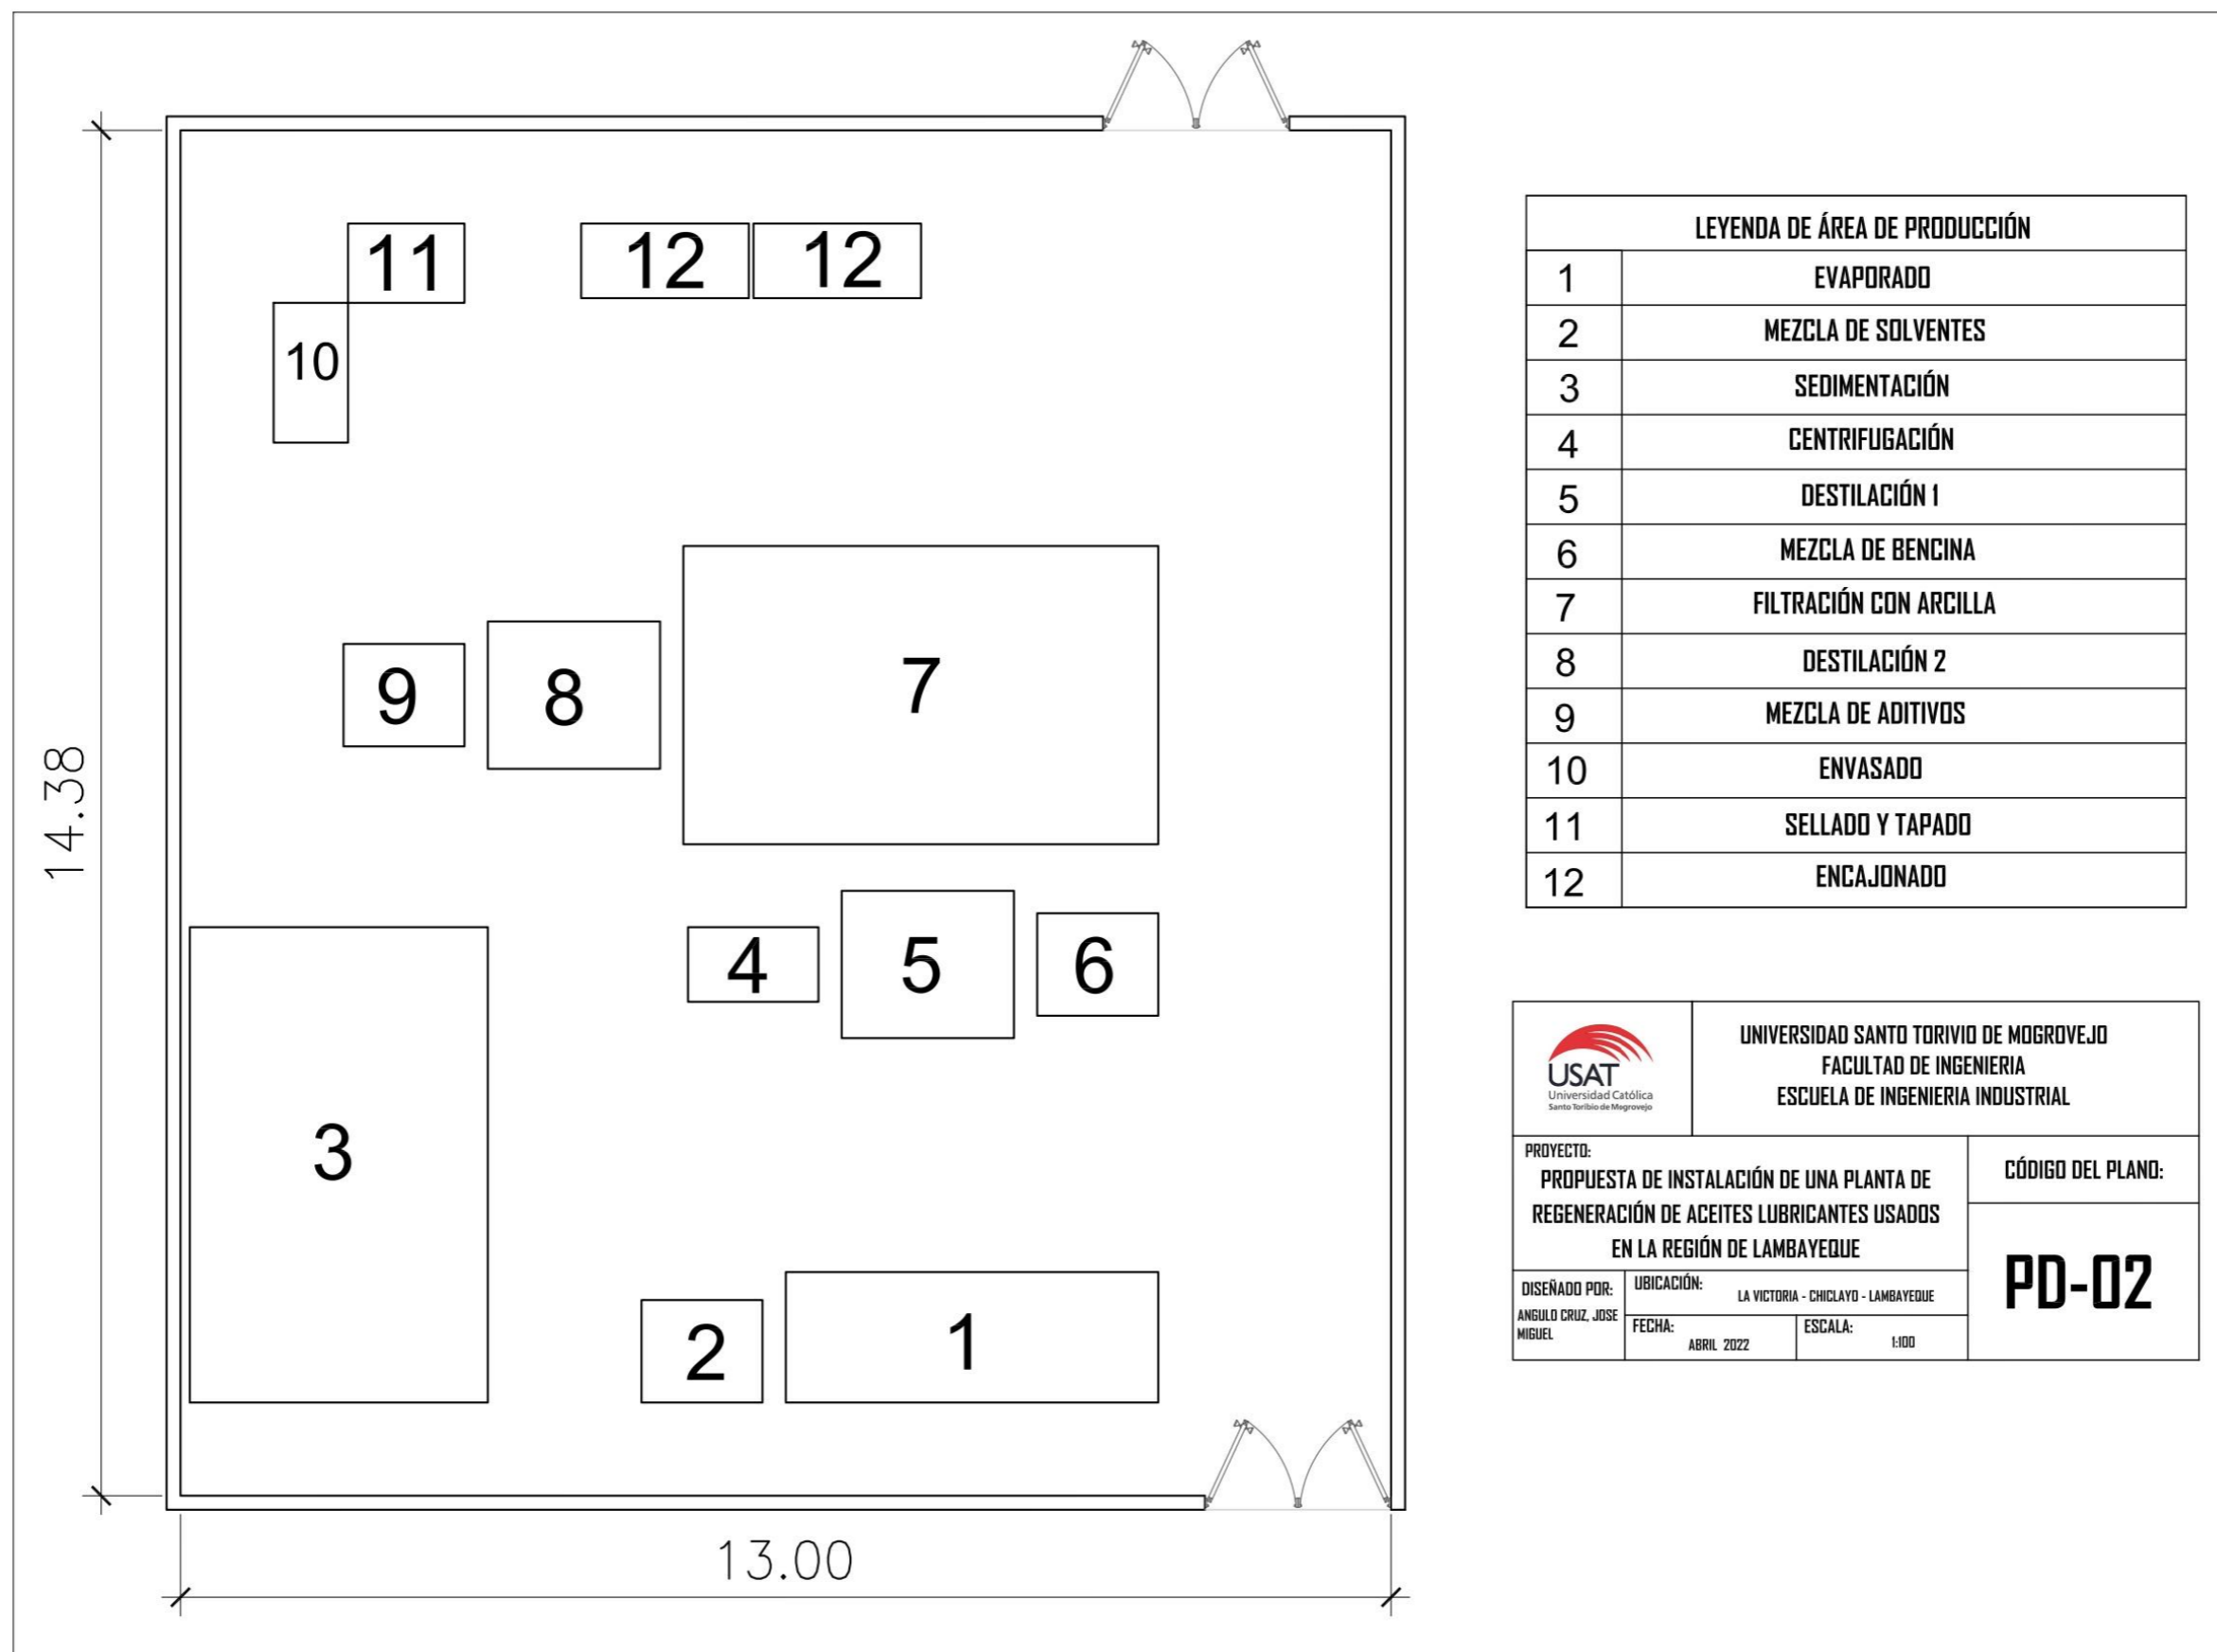 11
12
12
10
9
8
7
4
5
6
3
2
1
14.38
13.00
LEYENDA DE ÁREA DE PRODUCCIÓN
1 EVAPORADO
2 MEZCLA DE SOLVENTES
3 SEDIMENTACIÓN
4 CENTRIFUGACIÓN
5 DESTILACIÓN 1
6 MEZCLA DE BENCINA
7 FILTRACIÓN CON ARCILLA
8 DESTILACIÓN 2
9 MEZCLA DE ADITIVOS
10 ENVASADO
11 SELLADO Y TAPADO
12 ENCAJONADO
USAT
Universidad Católica
Santo Toribio de Mogrovejo
UNIVERSIDAD SANTO TORIVIO DE MOGROVEJO
FACULTAD DE INGENIERIA
ESCUELA DE INGENIERIA INDUSTRIAL
PROYECTO:
PROPUESTA DE INSTALACIÓN DE UNA PLANTA DE
REGENERACIÓN DE ACEITES LUBRICANTES USADOS
EN LA REGIÓN DE LAMBAYEQUE
CÓDIGO DEL PLANO:
PD-02
DISEÑADO POR:
ANGULO CRUZ, JOSE
MIGUEL
UBICACIÓN:
LA VICTORIA - CHICLAYO - LAMBAYEQUE
FECHA:
ABRIL 2022
ESCALA:
1:100